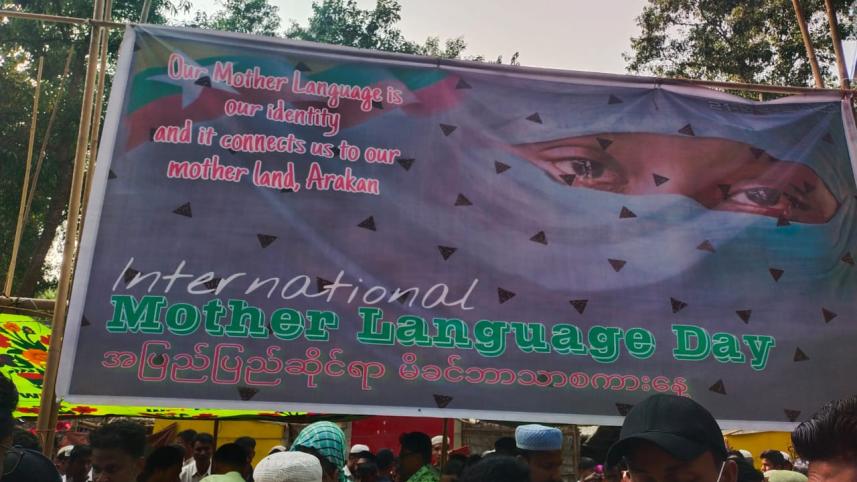 Our Mother Language is
our identity
and it connects us to our
mother land, Arakan
International
Mother Language Day
အပြည်ပြည်ဆိုင်ရာ မိခင်ဘာသာစကားနေ့